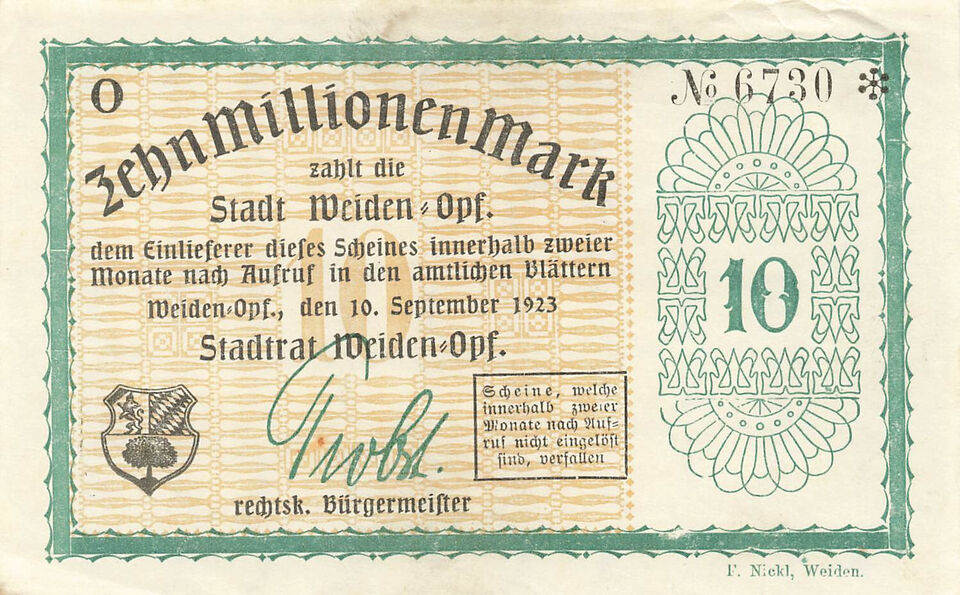 O
№ 6730 *
Zehn Millionen Mark
zahlt die
Stadt Weiden-Opf.
dem Einlieferer dieses Scheines innerhalb zweier
Monate nach Aufruf in den amtlichen Blättern
Weiden-Opf., den 10. September 1923
Stadtrat Weiden-Opf.
10
10
Probst.
rechtsk. Bürgermeister
Scheine, welche
innerhalb zweier
Monate nach Auf-
ruf nicht eingelöst
sind, verfallen
F. Nickl, Weiden.